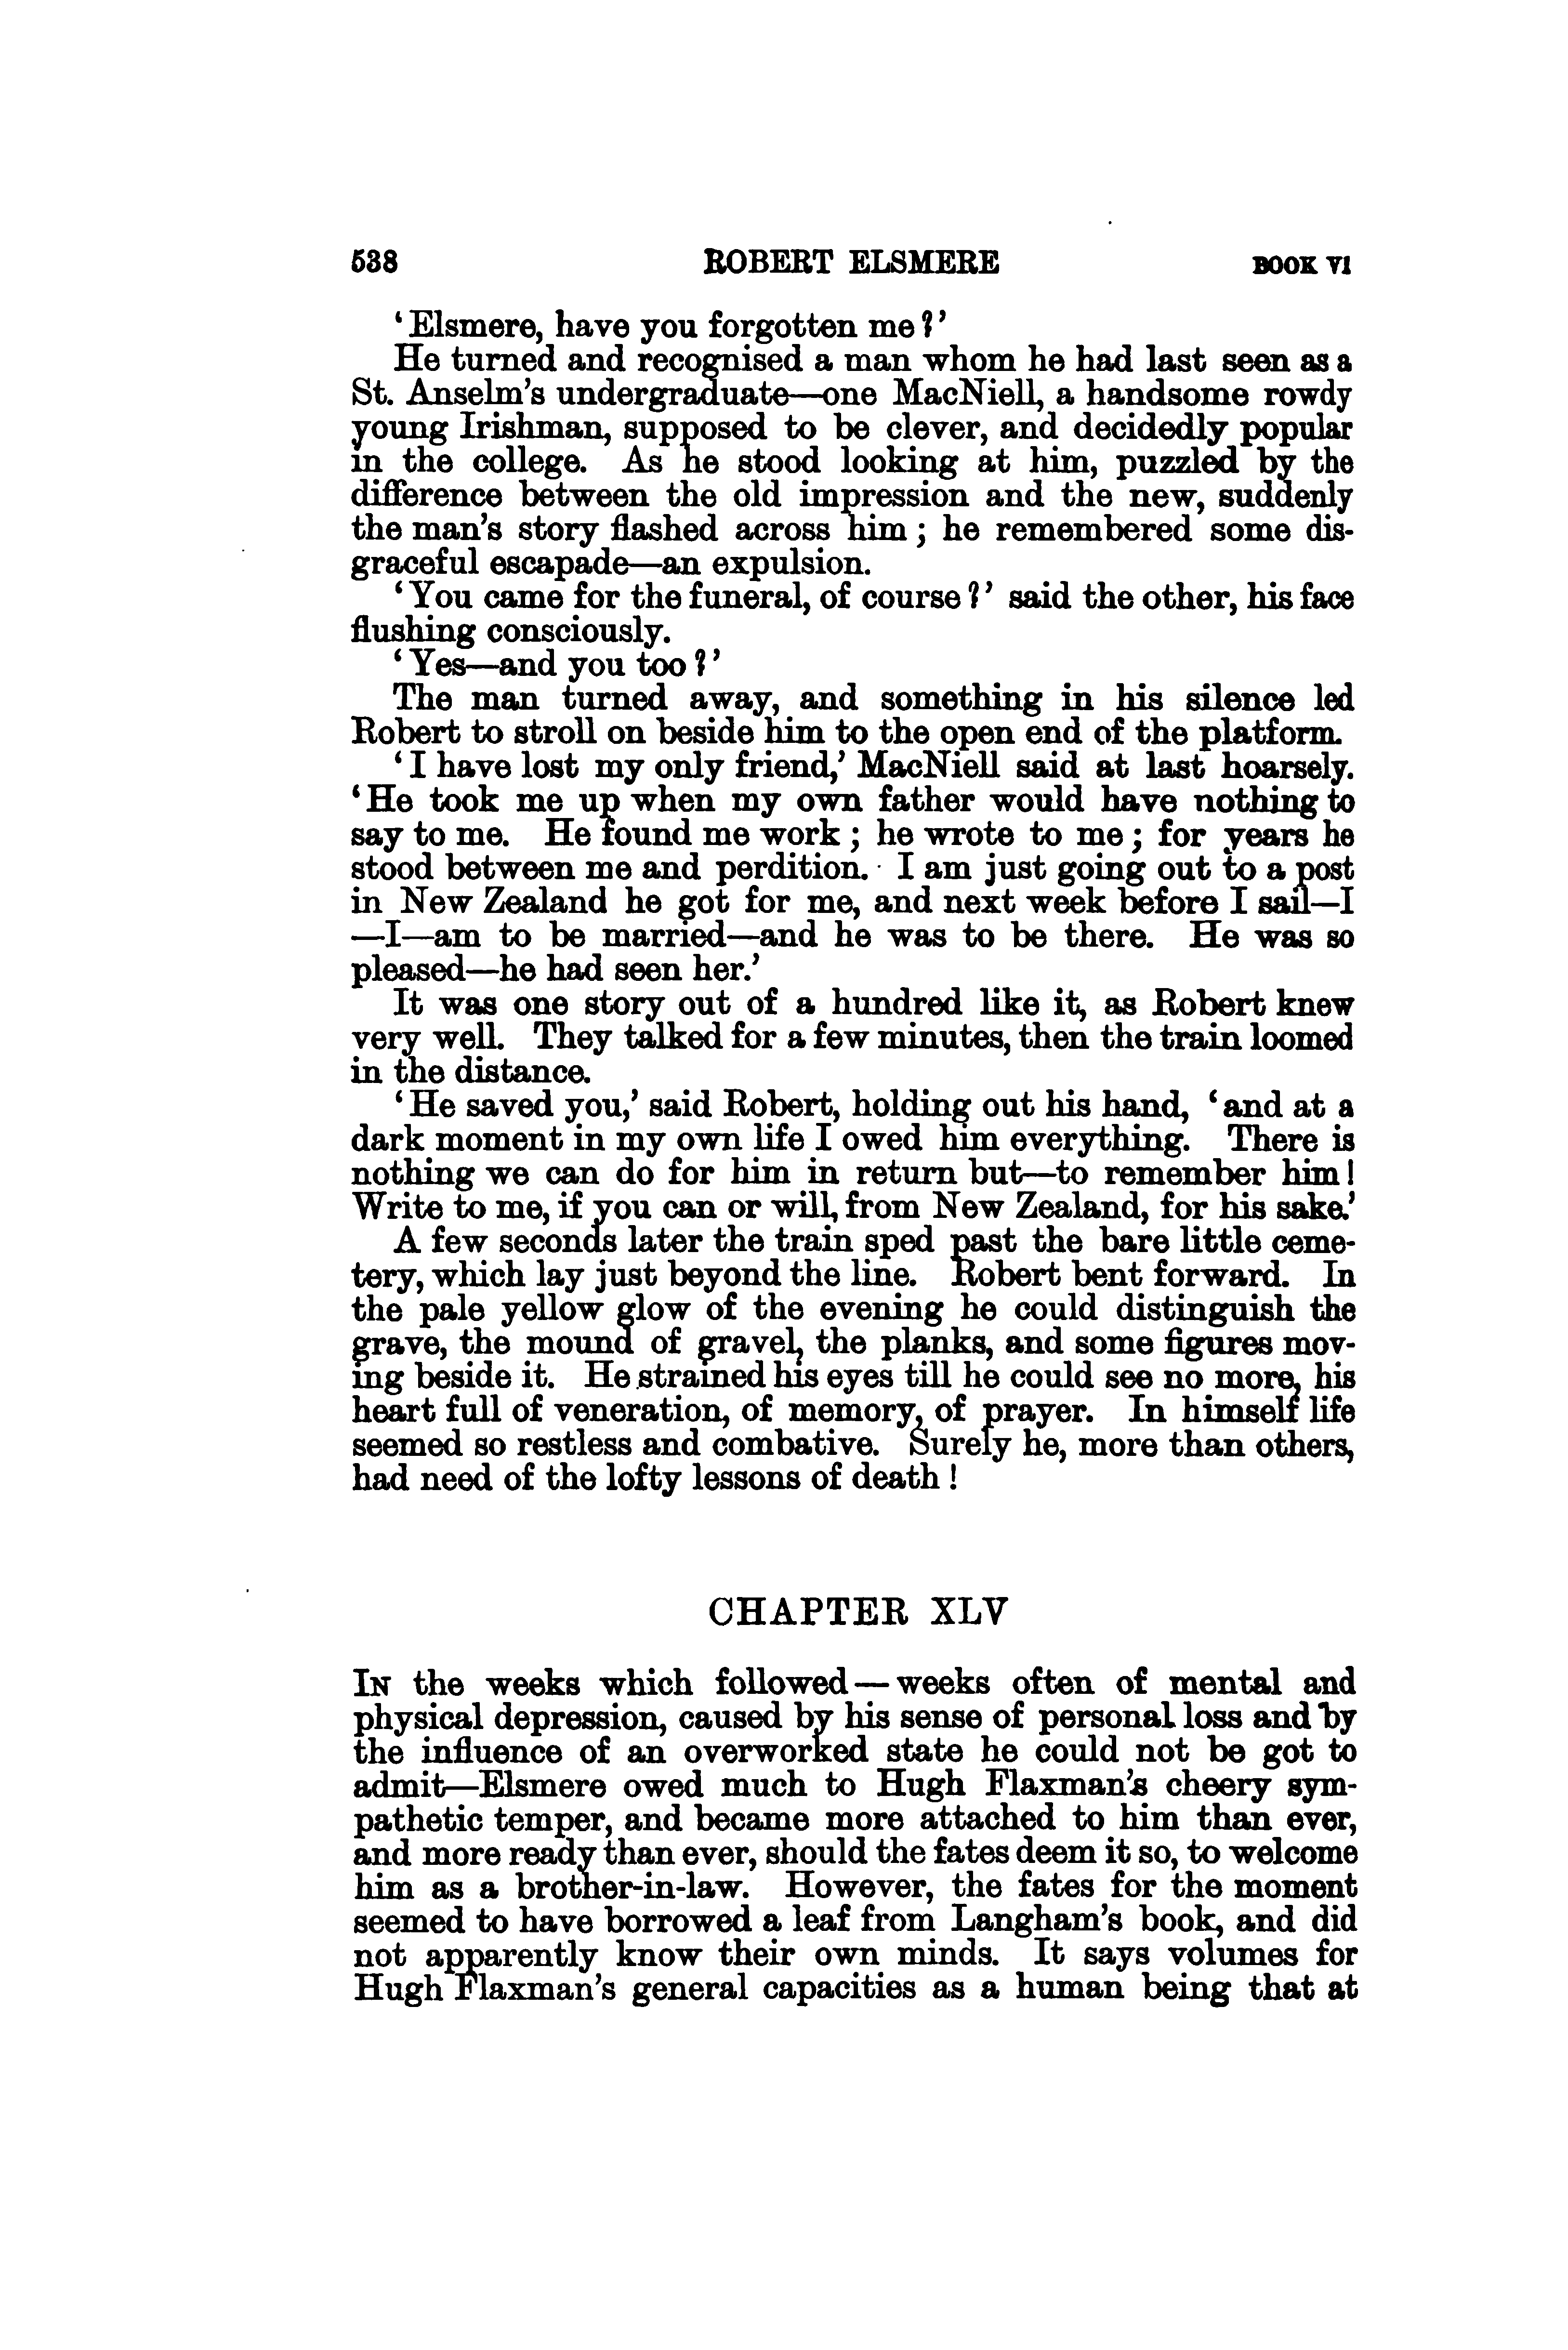 538 ROBERT ELSMERE BOOK VI
‘Elsmere, have you forgotten me?’
He turned and recognised a man whom he had last seen as a
St. Anselm’s undergraduate—one MacNiell, a handsome rowdy
young Irishman, supposed to be clever, and decidedly popular
in the college. As he stood looking at him, puzzled by the
difference between the old impression and the new, suddenly
the man’s story flashed across him; he remembered some dis-
graceful escapade—an expulsion.
‘You came for the funeral, of course?’ said the other, his face
flushing consciously.
‘Yes—and you too?’
The man turned away, and something in his silence led
Robert to stroll on beside him to the open end of the platform.
‘I have lost my only friend,’ MacNiell said at last hoarsely.
‘He took me up when my own father would have nothing to
say to me. He found me work; he wrote to me; for years he
stood between me and perdition. I am just going out to a post
in New Zealand he got for me, and next week before I sail—I
—I—am to be married—and he was to be there. He was so
pleased—he had seen her.’
It was one story out of a hundred like it, as Robert knew
very well. They talked for a few minutes, then the train loomed
in the distance.
‘He saved you,’ said Robert, holding out his hand, ‘and at a
dark moment in my own life I owed him everything. There is
nothing we can do for him in return but—to remember him!
Write to me, if you can or will, from New Zealand, for his sake.’
A few seconds later the train sped past the bare little ceme-
tery, which lay just beyond the line. Robert bent forward. In
the pale yellow glow of the evening he could distinguish the
grave, the mound of gravel, the planks, and some figures mov-
ing beside it. He strained his eyes till he could see no more, his
heart full of veneration, of memory, of prayer. In himself life
seemed so restless and combative. Surely he, more than others,
had need of the lofty lessons of death!
CHAPTER XLV
IN the weeks which followed—weeks often of mental and
physical depression, caused by his sense of personal loss and by
the influence of an overworked state he could not be got to
admit—Elsmere owed much to Hugh Flaxman’s cheery sym-
pathetic temper, and became more attached to him than ever,
and more ready than ever, should the fates deem it so, to welcome
him as a brother-in-law. However, the fates for the moment
seemed to have borrowed a leaf from Langham’s book, and did
not apparently know their own minds. It says volumes for
Hugh Flaxman’s general capacities as a human being that at